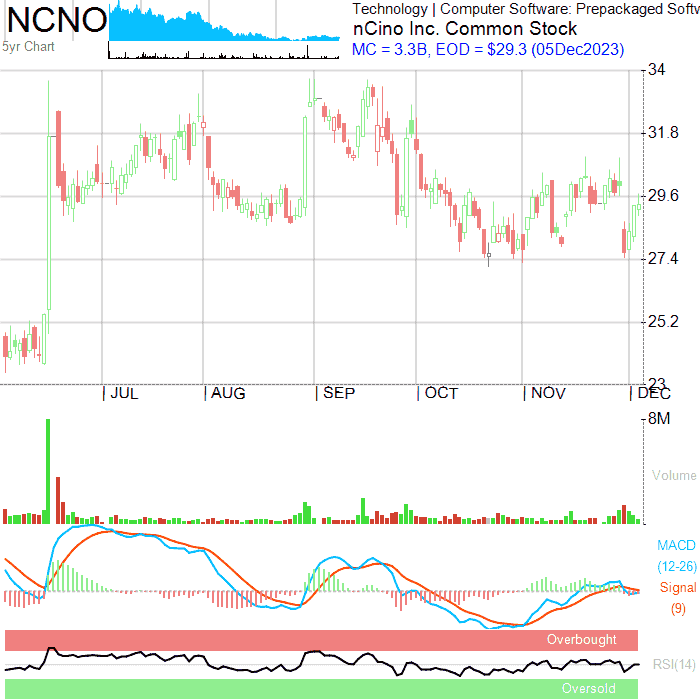 NCNO
5yr Chart
Technology | Computer Software: Prepackaged Softw
nCino Inc. Common Stock
MC = 3.3B, EOD = $29.3 (05Dec2023)
34
31.8
29.6
27.4
25.2
23
JUL
AUG
SEP
OCT
NOV
DEC
8M
Volume
MACD
(12-26)
Signal
(9)
Overbought
RSI(14)
Oversold